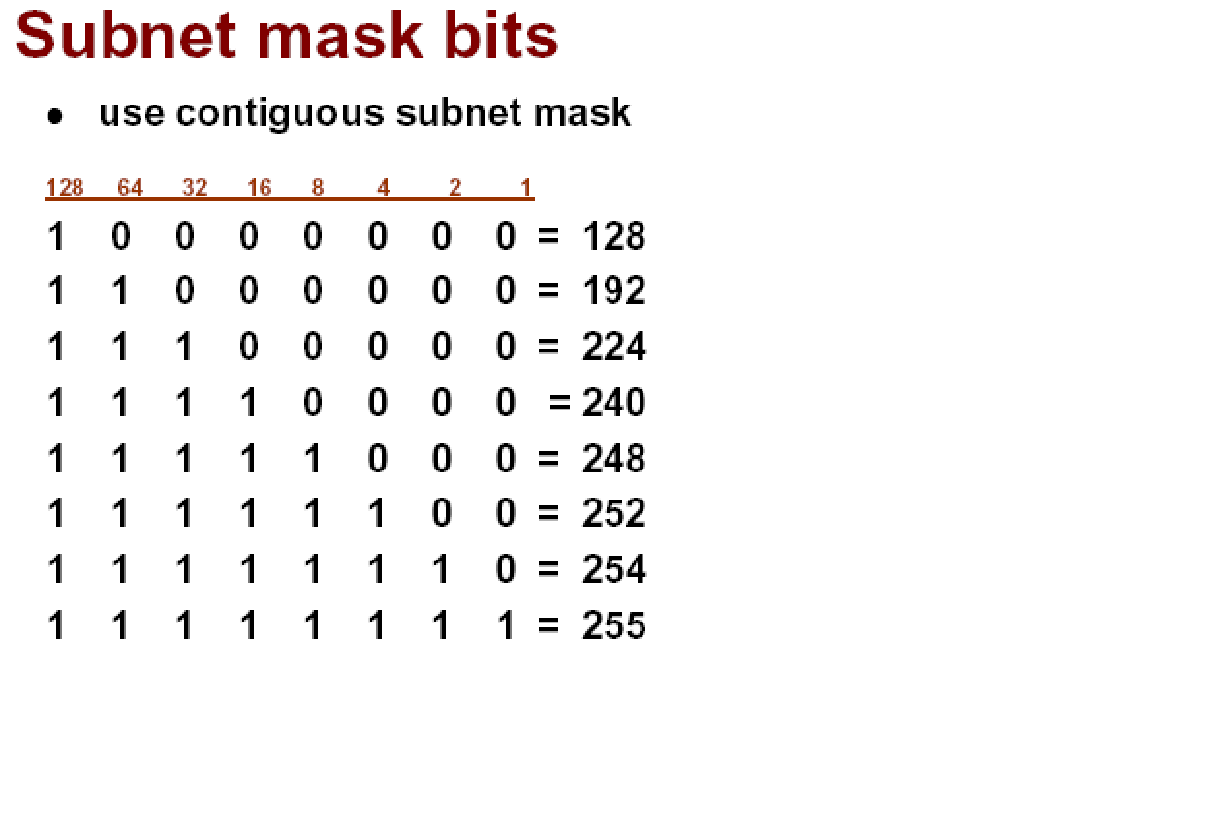 Subnet mask bits
● use contiguous subnet mask
128 64 32 16 8 4 2 1
1 0 0 0 0 0 0 0 = 128
1 1 0 0 0 0 0 0 = 192
1 1 1 0 0 0 0 0 = 224
1 1 1 1 0 0 0 0 = 240
1 1 1 1 1 0 0 0 = 248
1 1 1 1 1 1 0 0 = 252
1 1 1 1 1 1 1 0 = 254
1 1 1 1 1 1 1 1 = 255